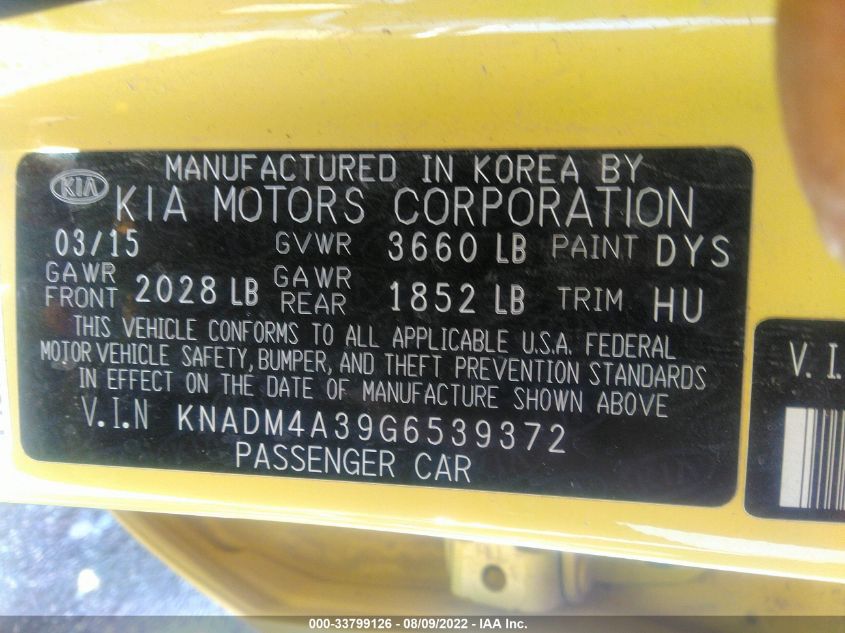 MANUFACTURED IN KOREA BY
KIA KIA MOTORS CORPORATION
03/15 GVWR 3660 LB PAINT DYS
GAWR FRONT 2028 LB GAWR REAR 1852 LB TRIM HU
THIS VEHICLE CONFORMS TO ALL APPLICABLE U.S.A. FEDERAL
MOTOR VEHICLE SAFETY, BUMPER, AND THEFT PREVENTION STANDARDS
IN EFFECT ON THE DATE OF MANUFACTURE SHOWN ABOVE
V.I.N KNADM4A39G6539372
PASSENGER CAR
V. I.
000-33799126 - 08/09/2022 - IAA Inc.